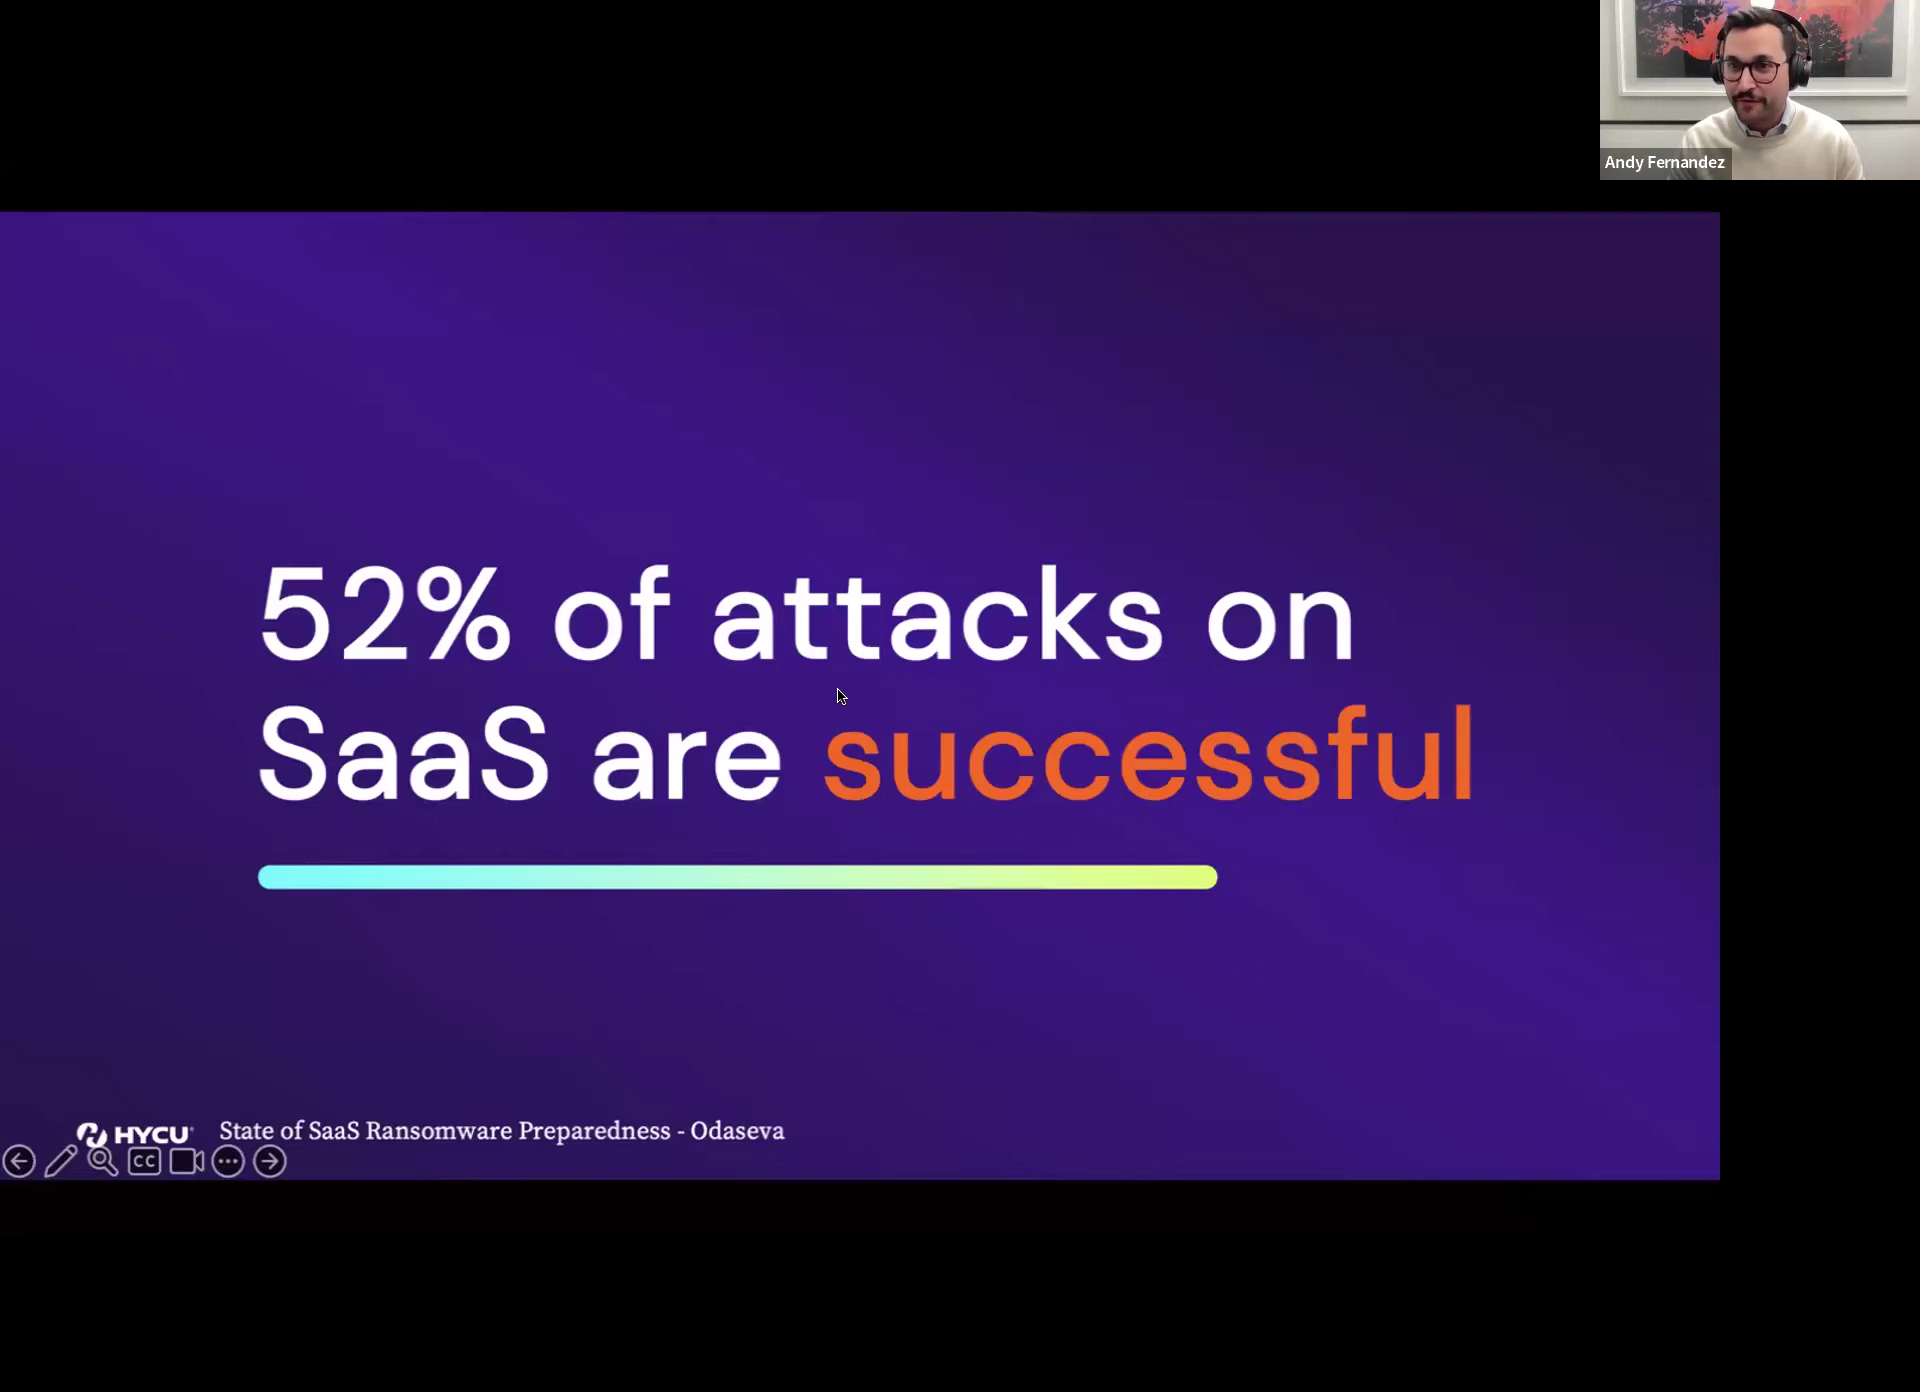 Andy Fernandez
52% of attacks on
SaaS are successful
HYCU State of SaaS Ransomware Preparedness - Odaseva
CC